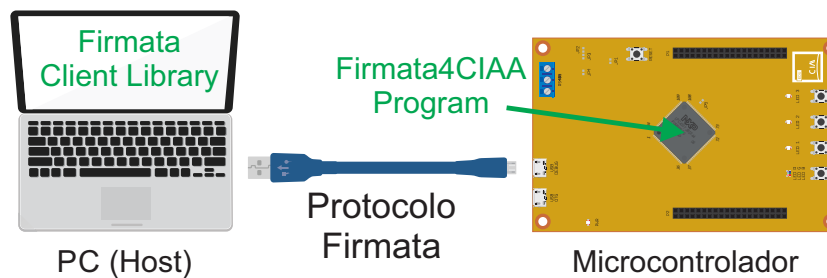 Firmata
Client Library
Firmata4CIAA
Program
Protocolo
Firmata
PC (Host)
Microcontrolador